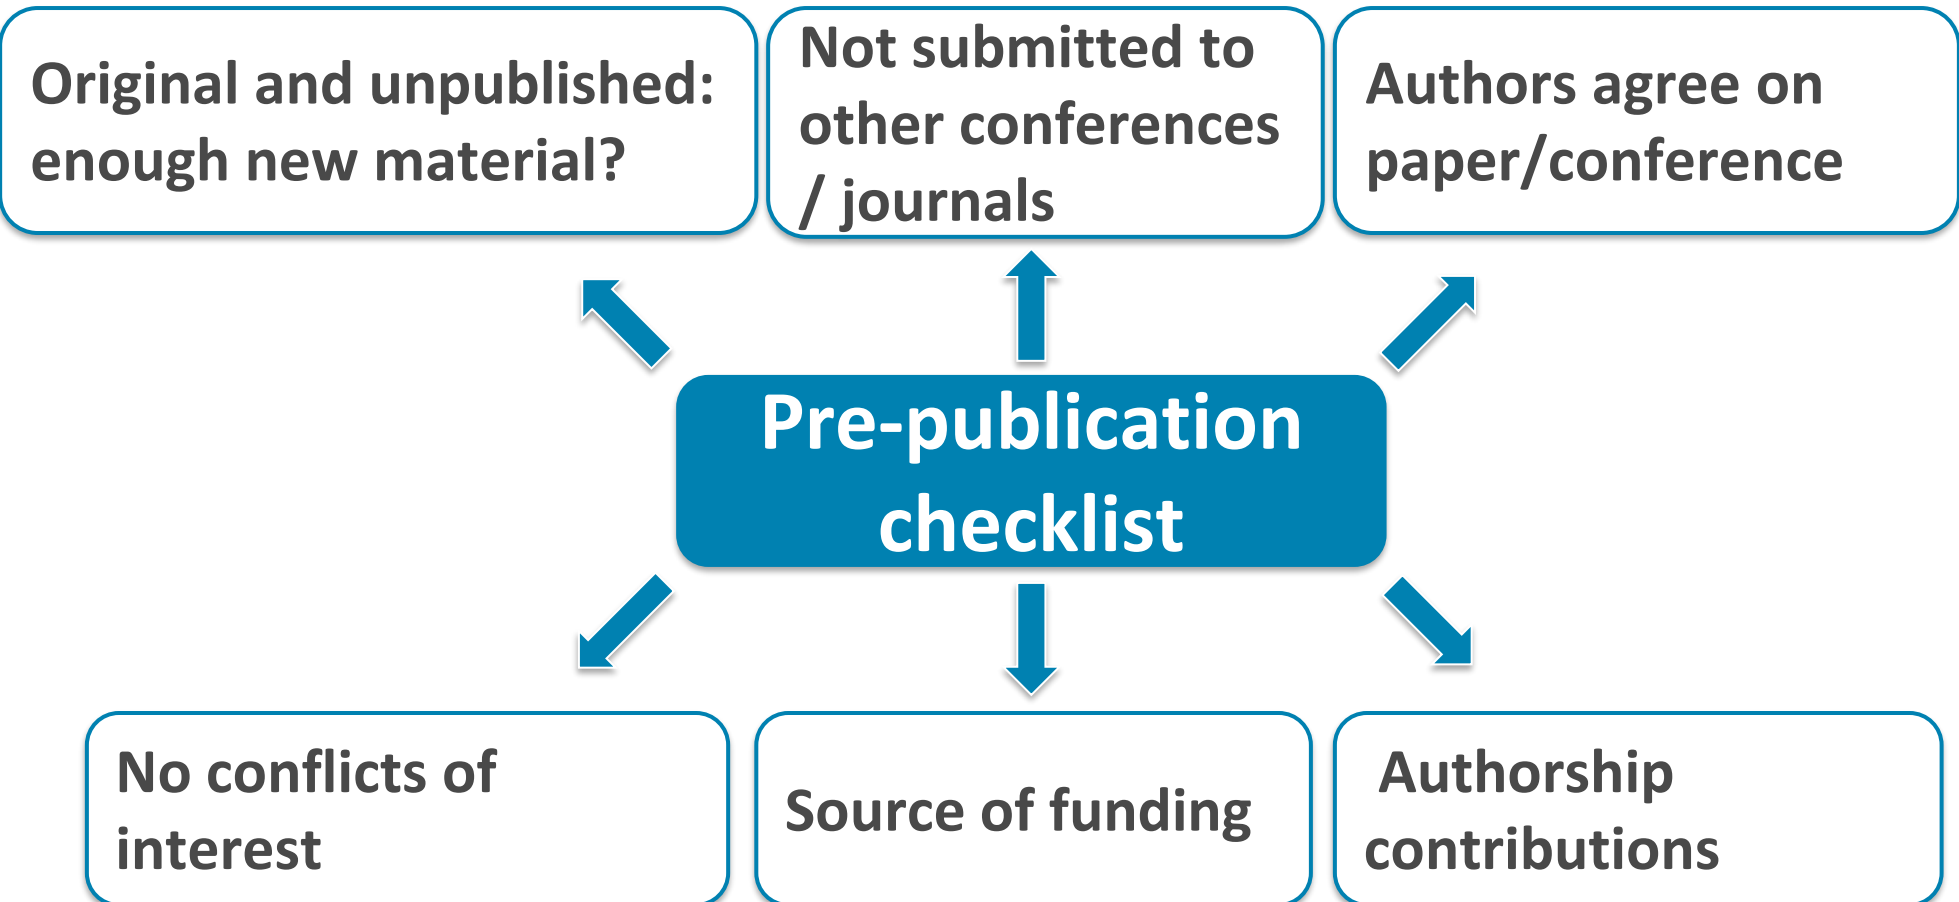 Original and unpublished:
enough new material?
Not submitted to
other conferences
/ journals
Authors agree on
paper/conference
Pre-publication
checklist
No conflicts of
interest
Source of funding
Authorship
contributions